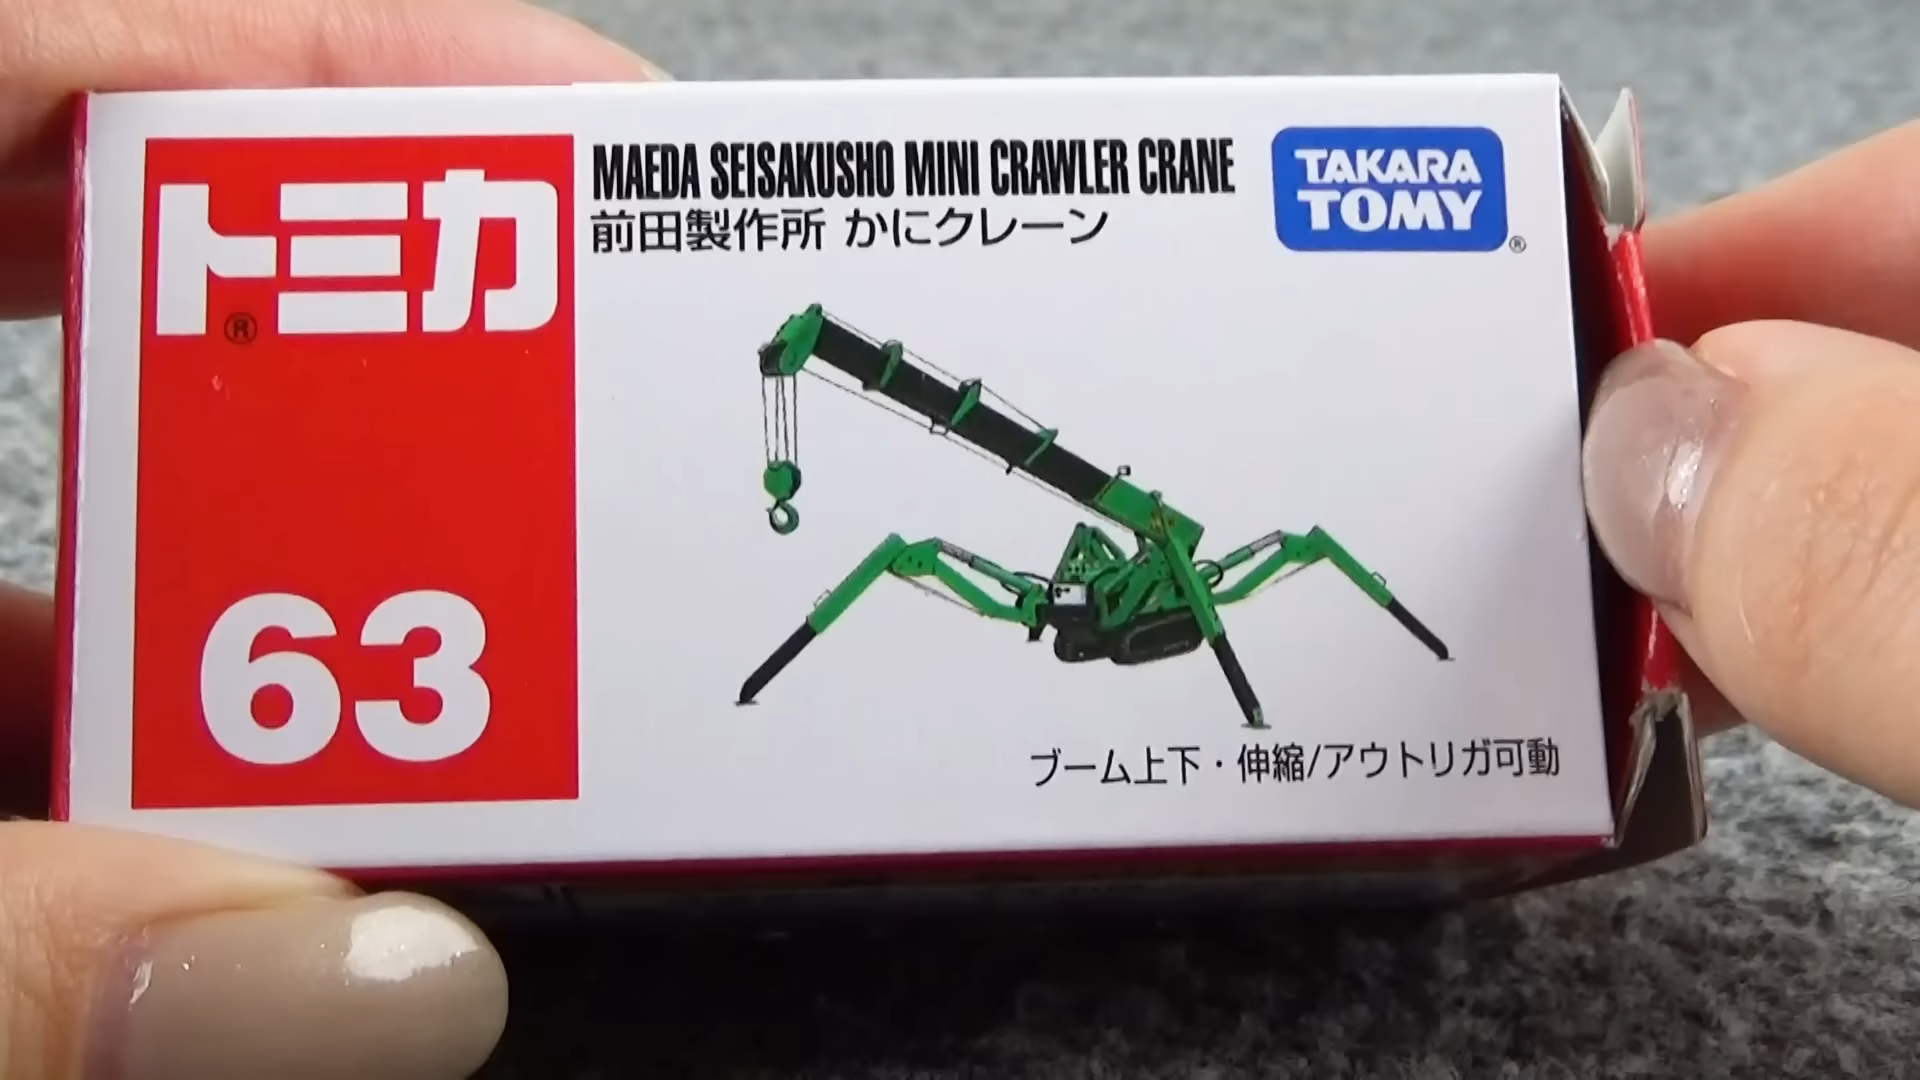 トミカ
®
63
MAEDA SEISAKUSHO MINI CRAWLER CRANE
前田製作所 かにクレーン
TAKARA
TOMY
®
ブーム上下・伸縮/アウトリガ可動